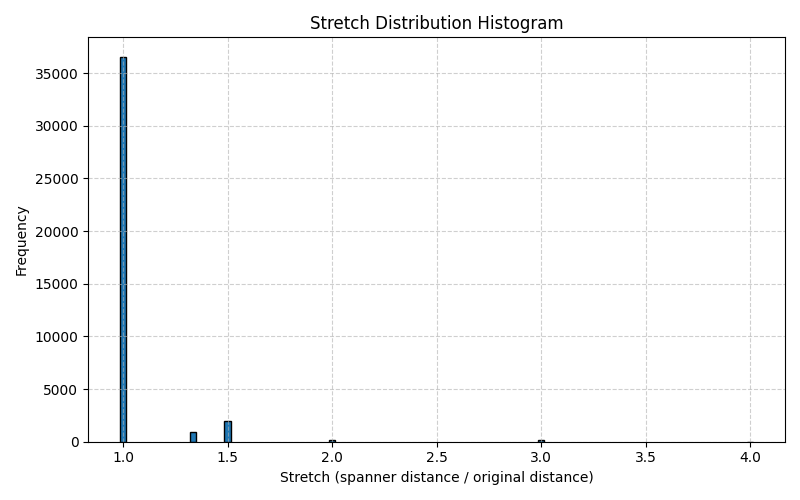 Stretch Distribution Histogram
Frequency
35000
30000
25000
20000
15000
10000
5000
0
1.0 1.5 2.0 2.5 3.0 3.5 4.0
Stretch (spanner distance / original distance)